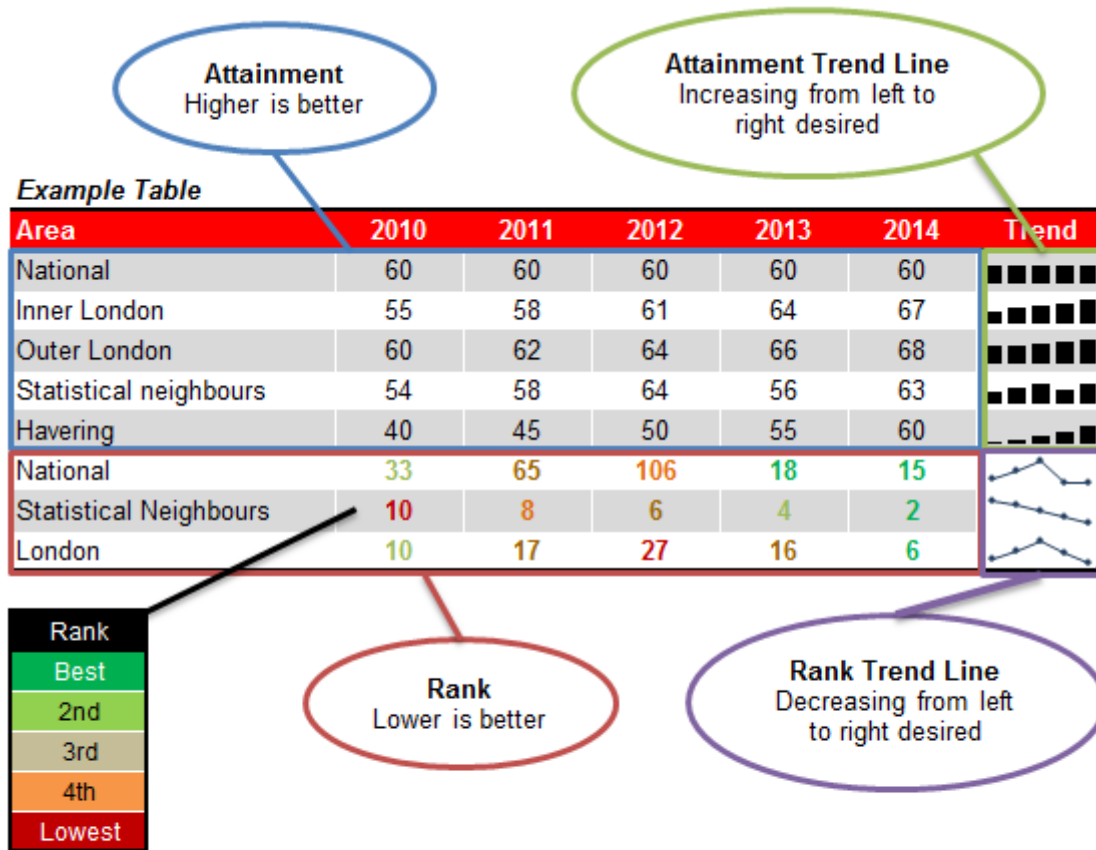 Attainment
Higher is better
Attainment Trend Line
Increasing from left to
right desired
Example Table
Area 2010 2011 2012 2013 2014 Trend
National 60 60 60 60 60
Inner London 55 58 61 64 67
Outer London 60 62 64 66 68
Statistical neighbours 54 58 64 56 63
Havering 40 45 50 55 60
National 33 65 106 18 15
Statistical Neighbours 10 8 6 4 2
London 10 17 27 16 6
Rank
Best
2nd
3rd
4th
Lowest
Rank
Lower is better
Rank Trend Line
Decreasing from left
to right desired